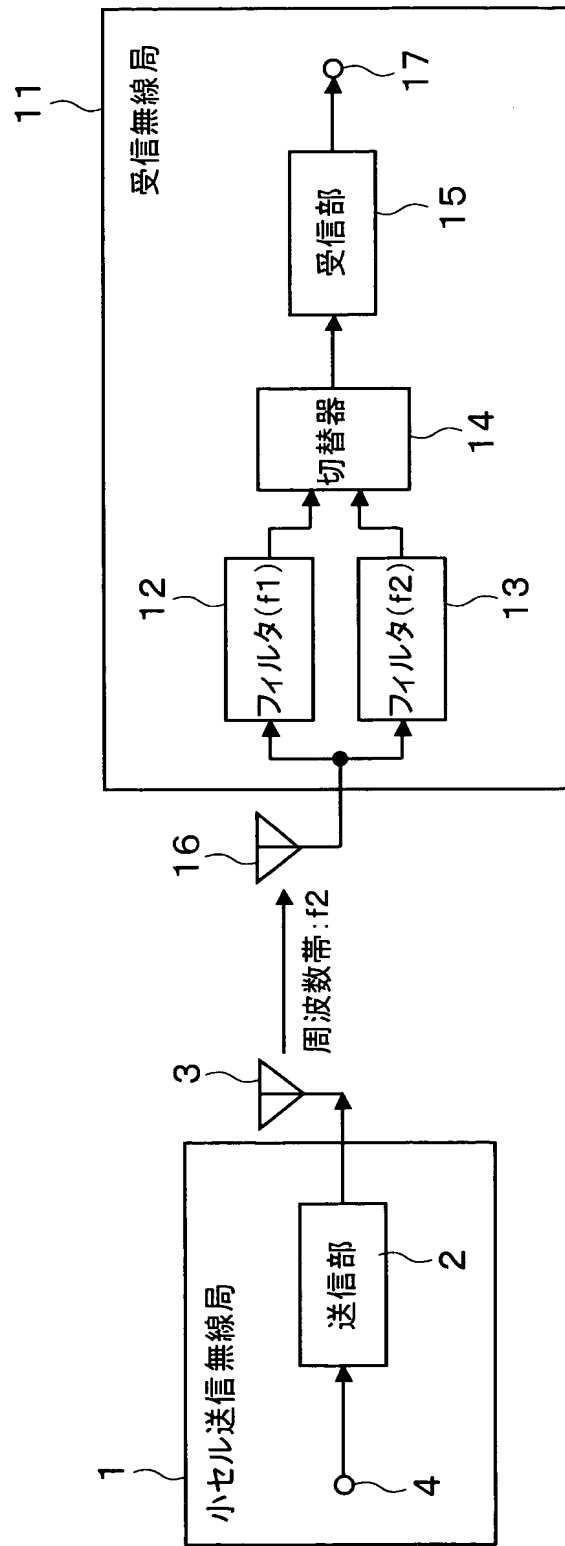 1
小セル送信無線局
4
送信部
2
3
周波数帯:f2
16
11
受信無線局
12
フィルタ(f1)
フィルタ(f2)
13
切替器
14
受信部
15
17